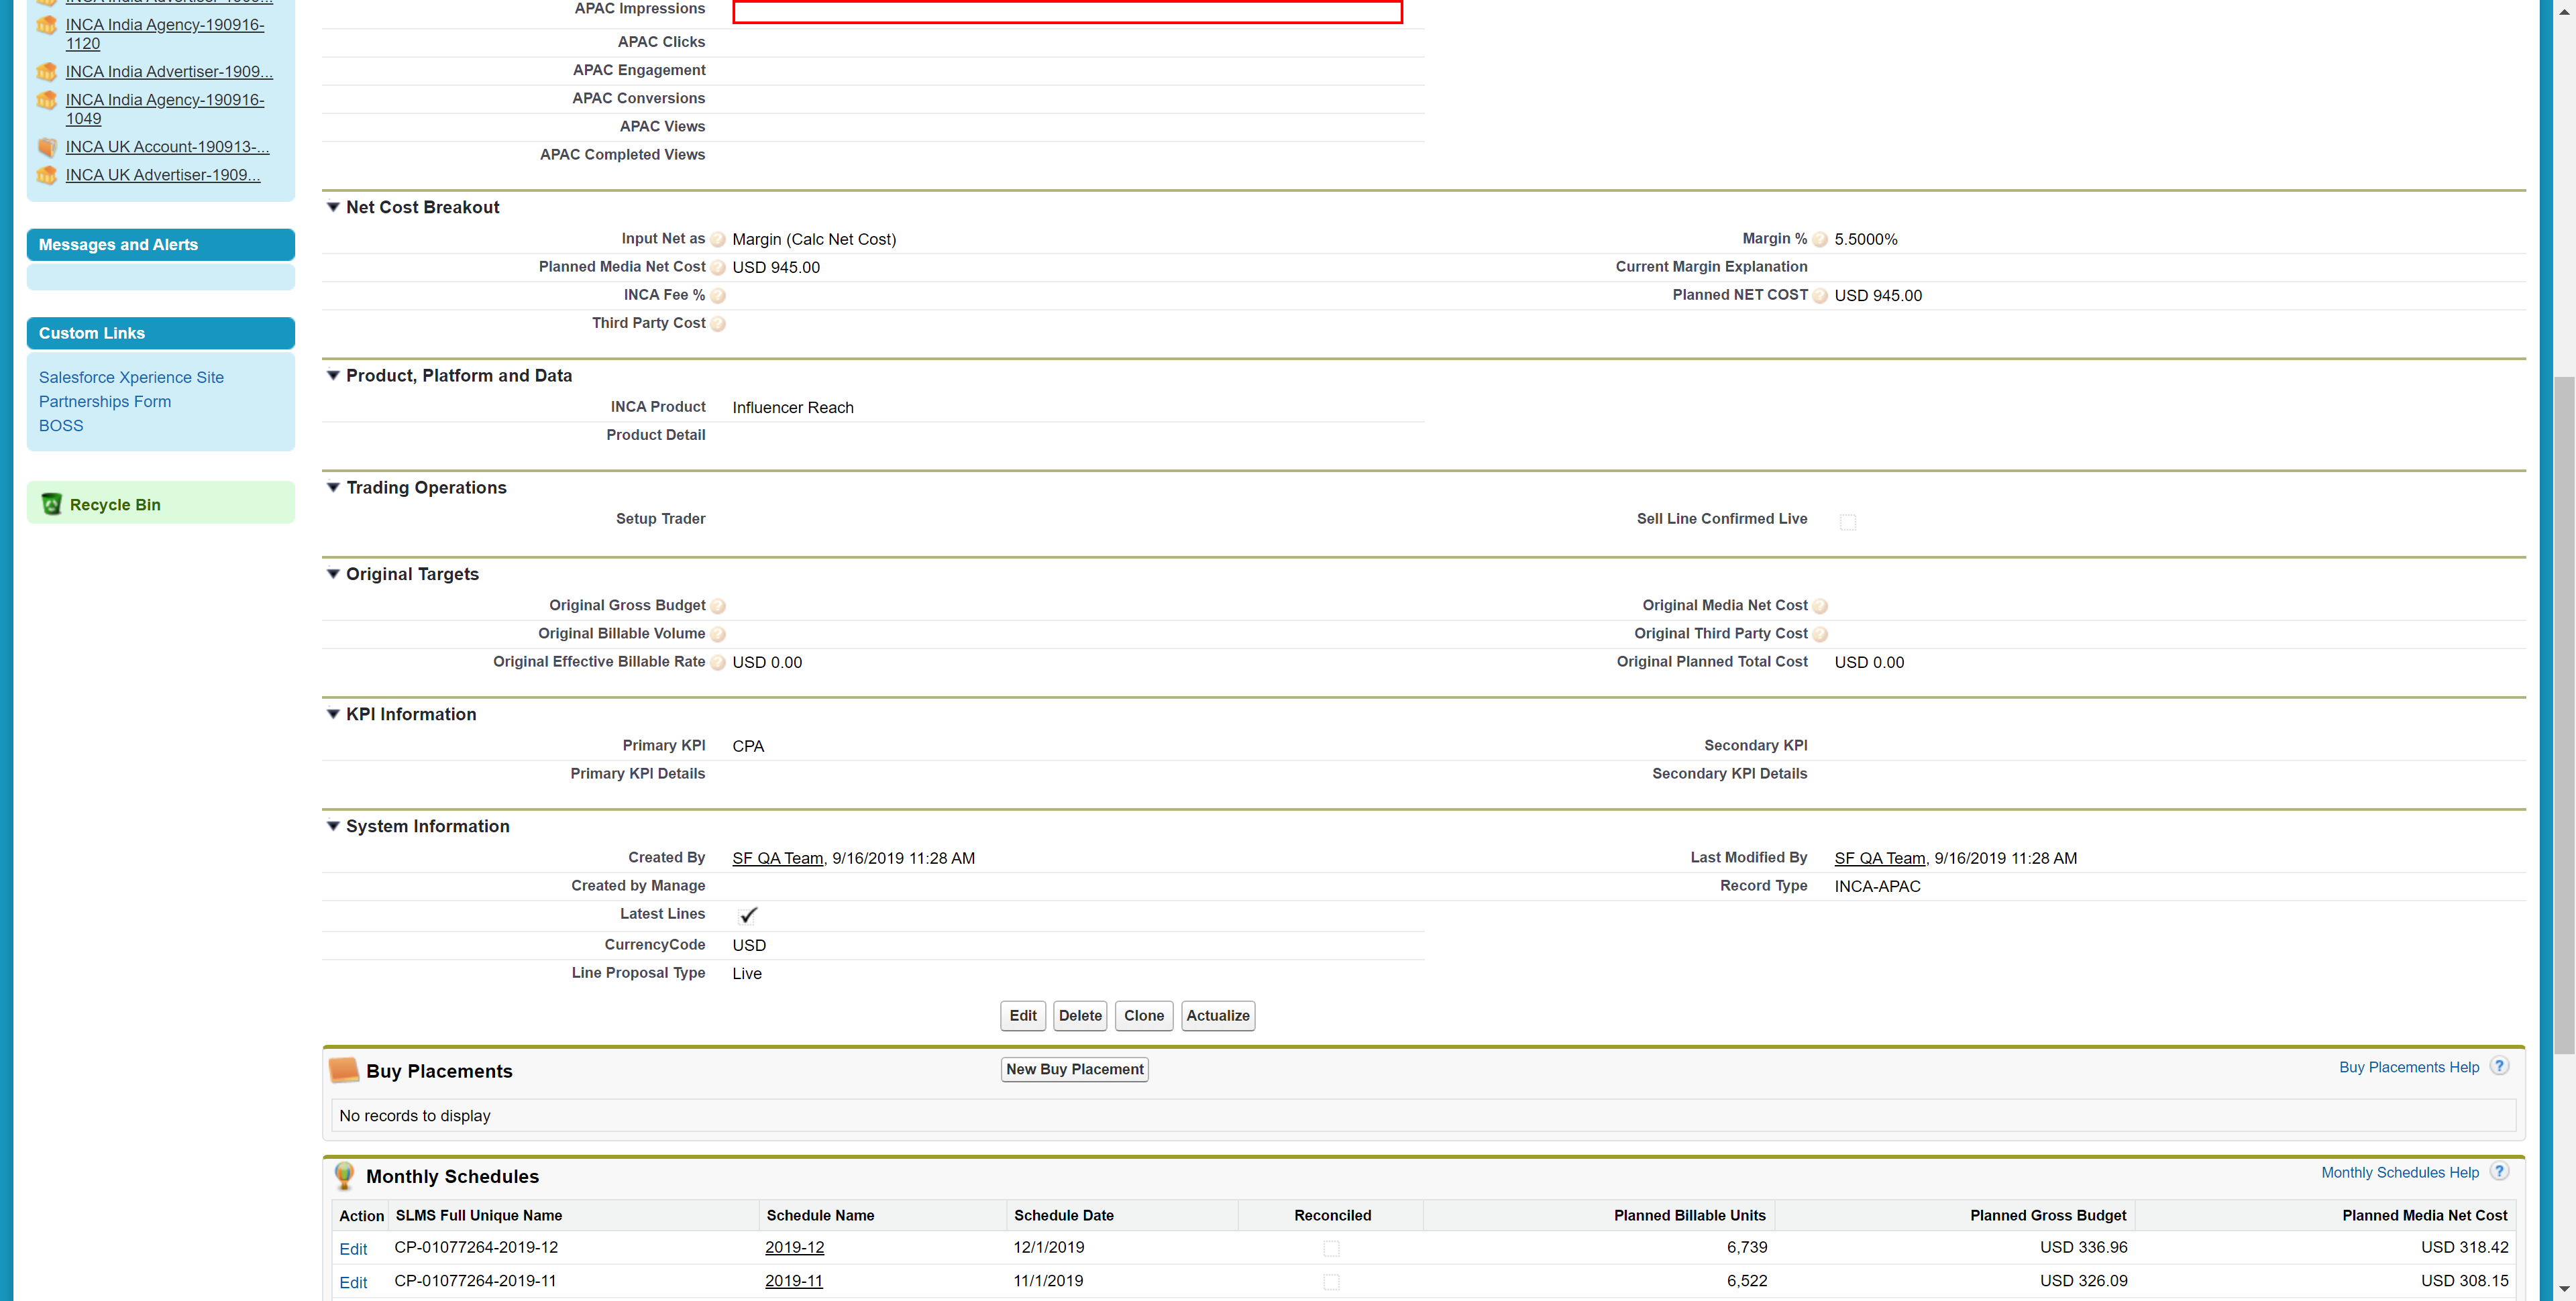 INCA India Agency-190916-
1120
INCA India Advertiser-1909...
INCA India Agency-190916-
1049
INCA UK Account-190913-...
INCA UK Advertiser-1909...
Messages and Alerts
Custom Links
Salesforce Xperience Site
Partnerships Form
BOSS
Recycle Bin
APAC Impressions
APAC Clicks
APAC Engagement
APAC Conversions
APAC Views
APAC Completed Views
Net Cost Breakout
Input Net as Margin (Calc Net Cost) Margin % 5.5000%
Planned Media Net Cost USD 945.00 Current Margin Explanation
INCA Fee % Planned NET COST USD 945.00
Third Party Cost
Product, Platform and Data
INCA Product Influencer Reach
Product Detail
Trading Operations
Setup Trader Sell Line Confirmed Live
Original Targets
Original Gross Budget Original Media Net Cost
Original Billable Volume Original Third Party Cost
Original Effective Billable Rate USD 0.00 Original Planned Total Cost USD 0.00
KPI Information
Primary KPI CPA Secondary KPI
Primary KPI Details Secondary KPI Details
System Information
Created By SF QA Team, 9/16/2019 11:28 AM Last Modified By SF QA Team, 9/16/2019 11:28 AM
Created by Manage Record Type INCA-APAC
Latest Lines
CurrencyCode USD
Line Proposal Type Live
Edit Delete Clone Actualize
Buy Placements New Buy Placement Buy Placements Help ?
No records to display
Monthly Schedules Monthly Schedules Help ?
Action SLMS Full Unique Name Schedule Name Schedule Date Reconciled Planned Billable Units Planned Gross Budget Planned Media Net Cost
Edit CP-01077264-2019-12 2019-12 12/1/2019 6,739 USD 336.96 USD 318.42
Edit CP-01077264-2019-11 2019-11 11/1/2019 6,522 USD 326.09 USD 308.15